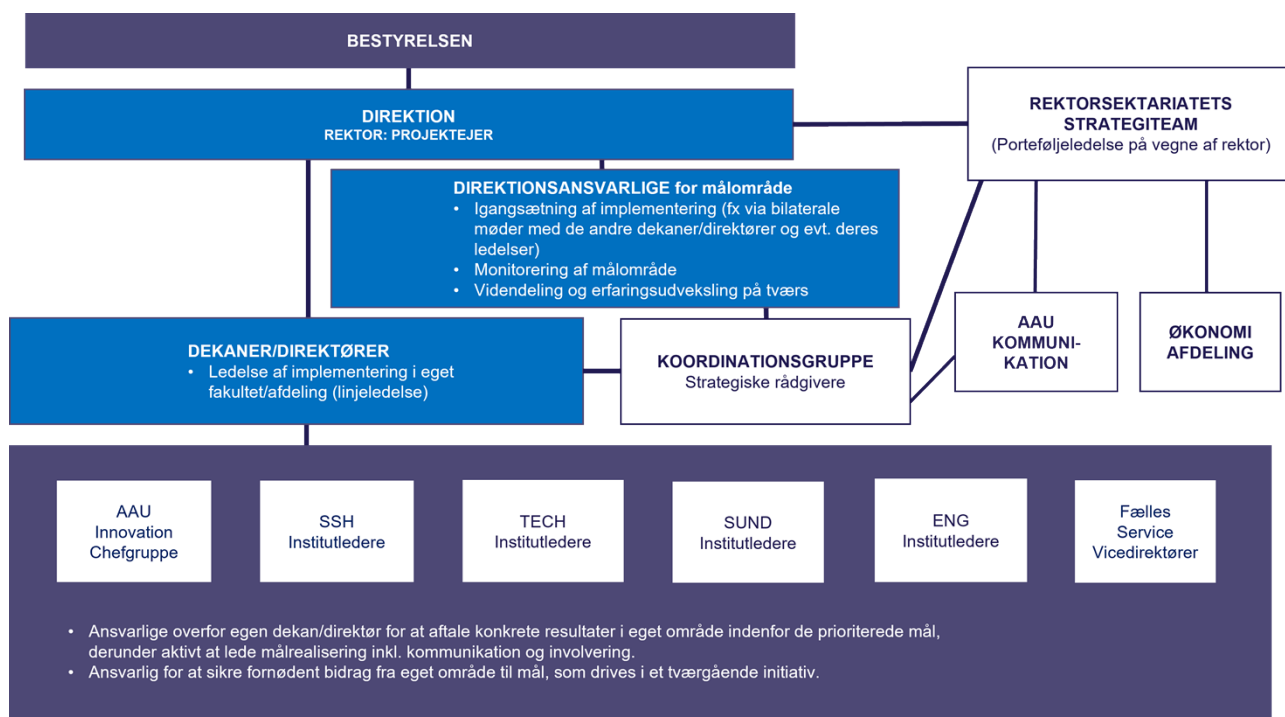 BESTYRELSEN
DIREKTION
REKTOR: PROJEKTEJER
REKTORSEKTARIATETS
STRATEGITEAM
(Porteføljeledelse på vegne af rektor)
DIREKTIONSANSVARLIGE for målområde
• Igangsætning af implementering (fx via bilaterale
møder med de andre dekaner/direktører og evt. deres
ledelser)
• Monitorering af målområde
• Videndeling og erfaringsudveksling på tværs
DEKANER/DIREKTØRER
• Ledelse af implementering i eget
fakultet/afdeling (linjeledelse)
KOORDINATIONSGRUPPE
Strategiske rådgivere
AAU
KOMMUNI-
KATION
ØKONOMI
AFDELING
AAU
Innovation
Chefgruppe
SSH
Institutledere
TECH
Institutledere
SUND
Institutledere
ENG
Institutledere
Fælles
Service
Vicedirektører
• Ansvarlige overfor egen dekan/direktør for at aftale konkrete resultater i eget område indenfor de prioriterede mål,
derunder aktivt at lede målrealisering inkl. kommunikation og involvering.
• Ansvarlig for at sikre fornødent bidrag fra eget område til mål, som drives i et tværgående initiativ.